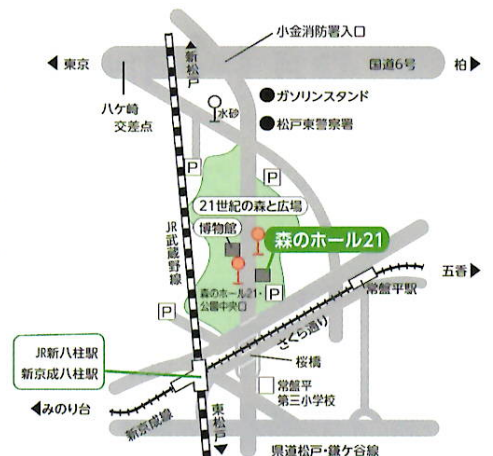 小金消防署入口
◀東京
▲新松戸
国道6号
柏▶
八ケ崎
交差点
水砂
●ガソリンスタンド
●松戸東警察署
P
P
21世紀の森と広場
博物館
森のホール21
JR武蔵野線
五香▶
森のホール21・
公園中央口
P
常盤平駅
P
さくら通り
JR新八柱駅
新京成八柱駅
桜橋
常盤平
第三小学校
◀みのり台
新京成線
東松戸▼
県道松戸・鎌ケ谷線